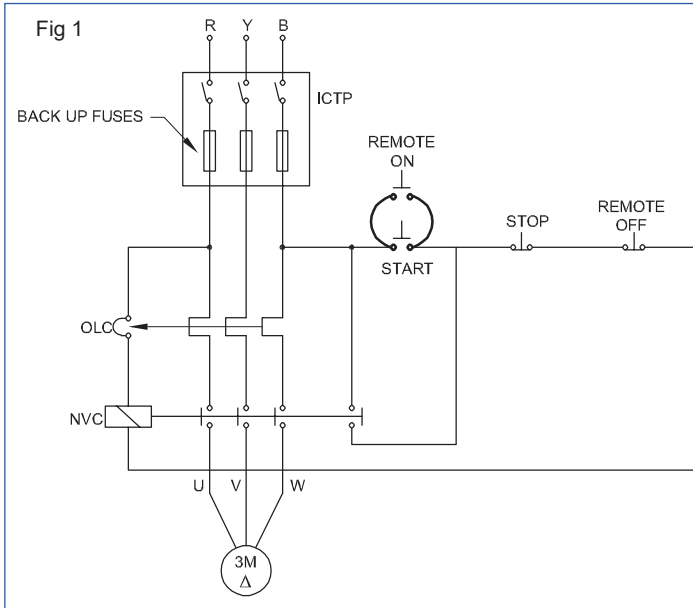 Fig 1
R Y B
ICTP
BACK UP FUSES
REMOTE
ON
STOP
REMOTE
OFF
START
OLC
NVC
U V W
3M
Δ